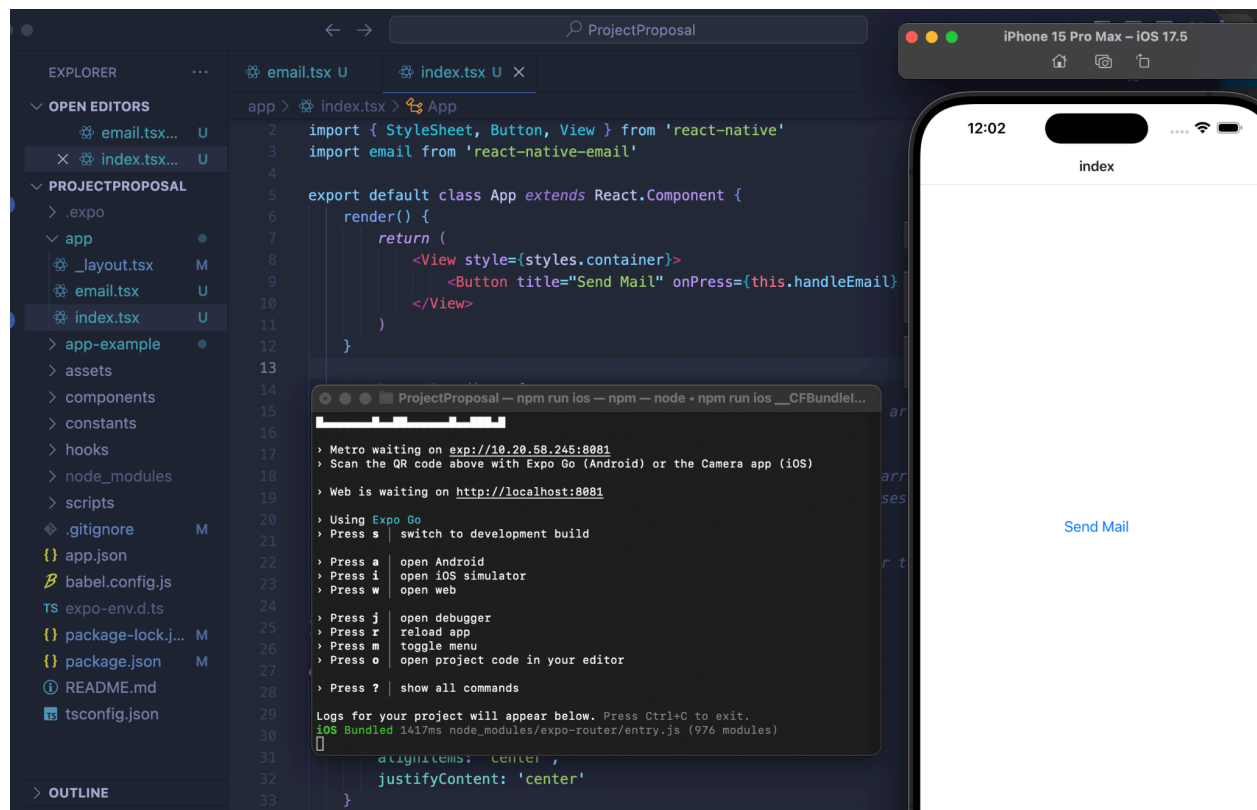 ProjectProposal
EXPLORER
OPEN EDITORS
email.tsx... U
index.tsx... U
PROJECTPROPOSAL
.expo
app
_layout.tsx M
email.tsx U
index.tsx U
app-example
assets
components
constants
hooks
node_modules
scripts
.gitignore M
app.json
babel.config.js
TS expo-env.d.ts
package-lock.j... M
package.json M
README.md
tsconfig.json
OUTLINE
email.tsx U
index.tsx U
app > index.tsx > App
2 import { StyleSheet, Button, View } from 'react-native'
3 import email from 'react-native-email'
4
5 export default class App extends React.Component {
6 render() {
7 return (
8 <View style={styles.container}>
9 <Button title="Send Mail" onPress={this.handleEmail}
10 </View>
11 )
12 }
13
14
15 ar
16
17
18 arr
19 ses
20
21
22 r t
23
24
25
26
27
28
29
30
31 alignItems: 'center',
32 justifyContent: 'center'
33 }
ProjectProposal — npm run ios — npm — node ◂ npm run ios __CFBundleI...
› Metro waiting on exp://10.20.58.245:8081
› Scan the QR code above with Expo Go (Android) or the Camera app (iOS)
› Web is waiting on http://localhost:8081
› Using Expo Go
› Press s │ switch to development build
› Press a │ open Android
› Press i │ open iOS simulator
› Press w │ open web
› Press j │ open debugger
› Press r │ reload app
› Press m │ toggle menu
› Press o │ open project code in your editor
› Press ? │ show all commands
Logs for your project will appear below. Press Ctrl+C to exit.
iOS Bundled 1417ms node_modules/expo-router/entry.js (976 modules)
iPhone 15 Pro Max – iOS 17.5
12:02
index
Send Mail